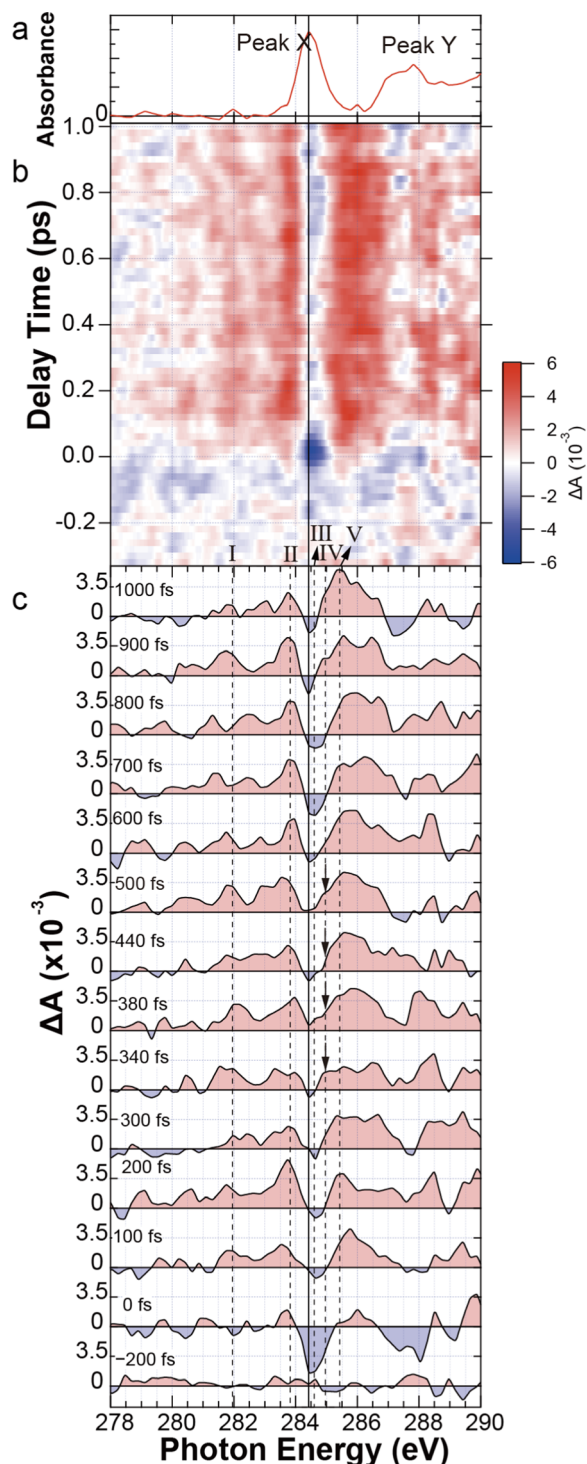 a
Peak X
Peak Y
Absorbance
0
b
1.0
0.8
0.6
0.4
0.2
0.0
-0.2
Delay Time (ps)
6
4
2
0
-2
-4
-6
ΔA (10⁻³)
I
II
III
IV
V
c
3.5
0
1000 fs
3.5
0
900 fs
3.5
0
800 fs
3.5
0
700 fs
3.5
0
600 fs
3.5
0
500 fs
3.5
0
440 fs
3.5
0
380 fs
3.5
0
340 fs
3.5
0
300 fs
3.5
0
200 fs
3.5
0
100 fs
3.5
0
0 fs
3.5
0
−200 fs
ΔA (x10⁻³)
278 280 282 284 286 288 290
Photon Energy (eV)